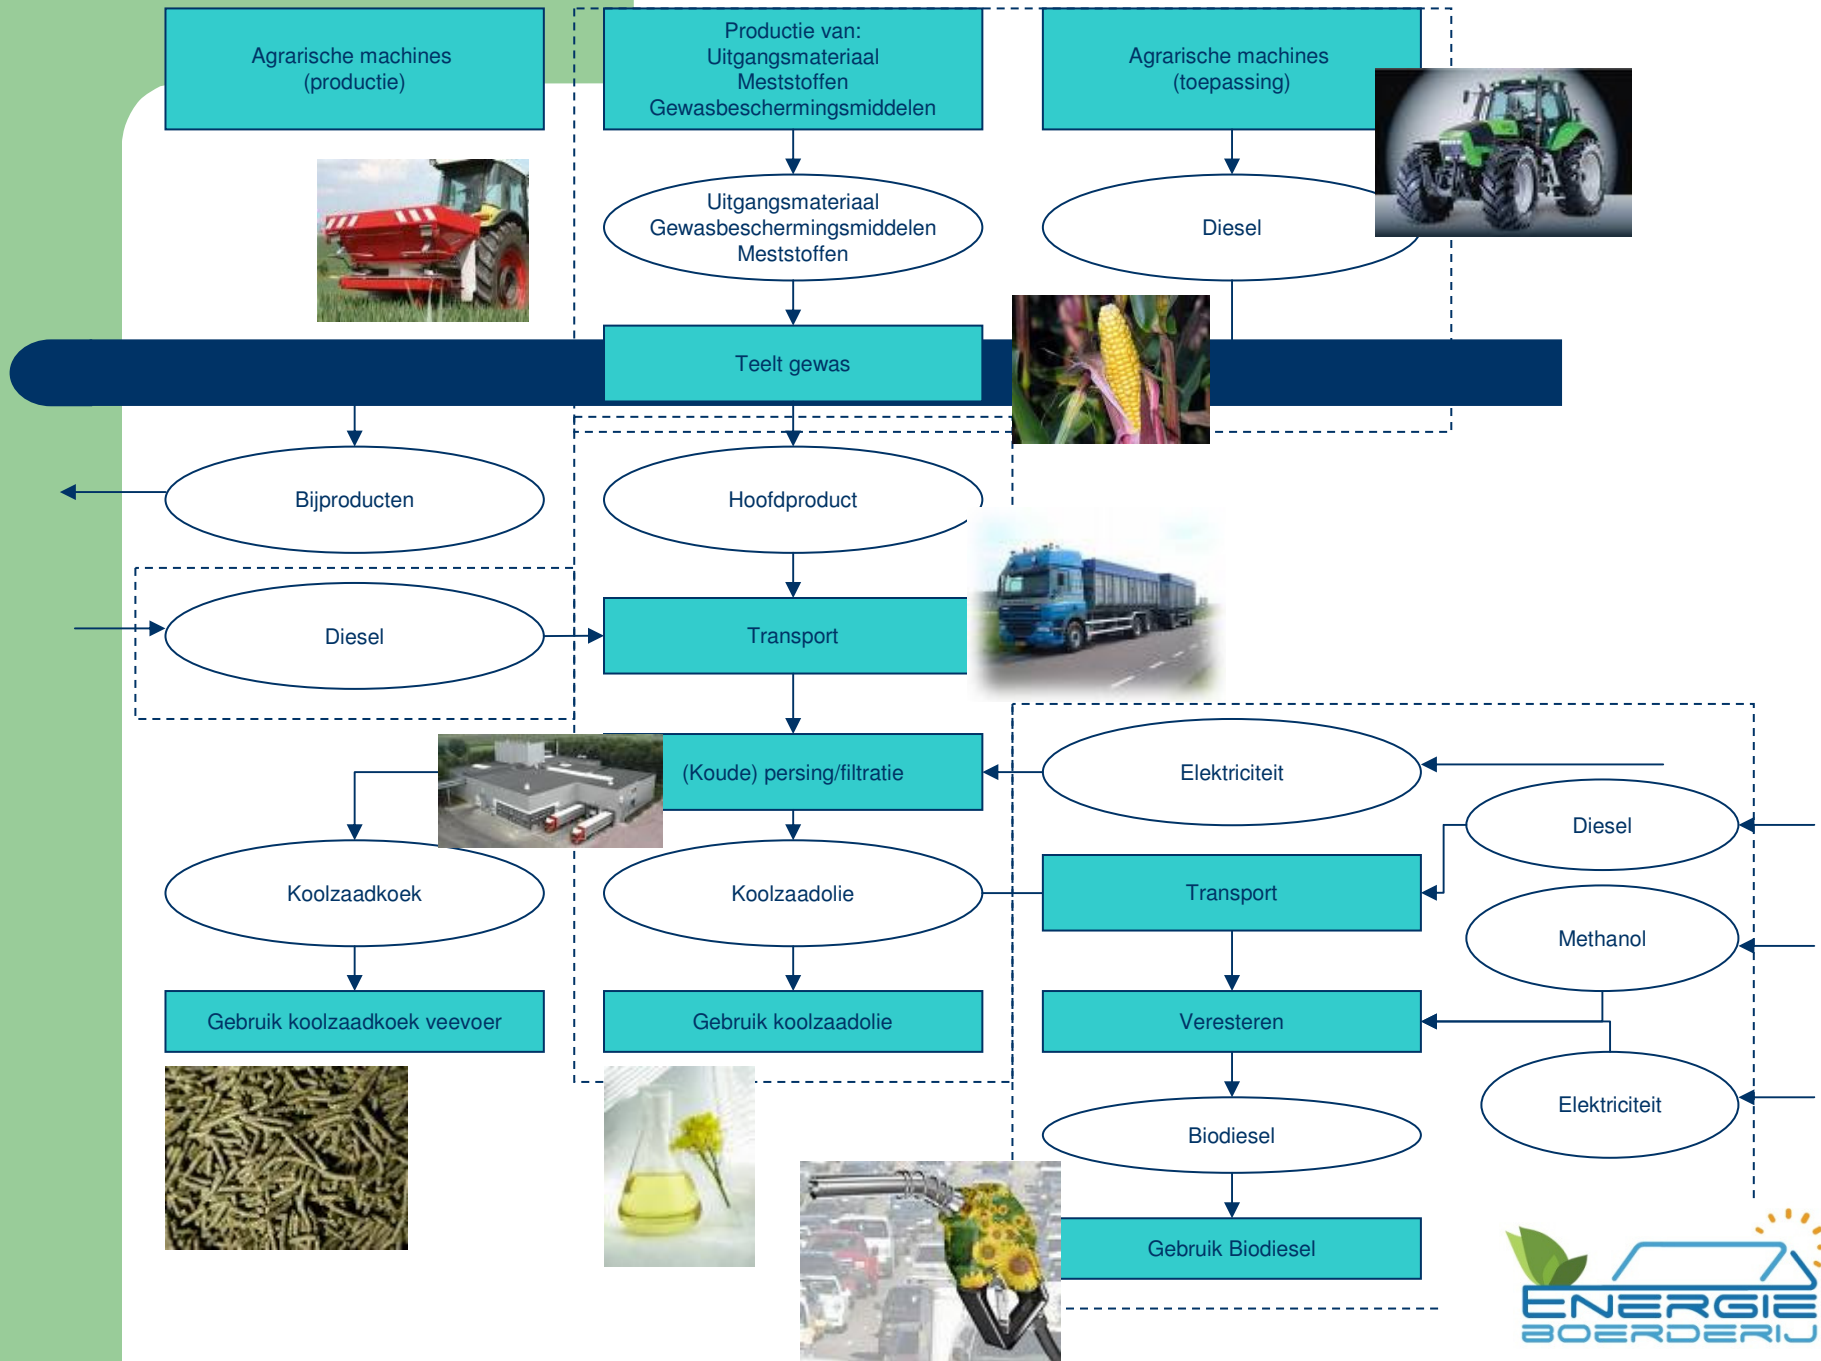 Agrarische machines
(productie)
Productie van:
Uitgangsmateriaal
Meststoffen
Gewasbeschermingsmiddelen
Agrarische machines
(toepassing)
Uitgangsmateriaal
Gewasbeschermingsmiddelen
Meststoffen
Diesel
Teelt gewas
Bijproducten
Hoofdproduct
Diesel
Transport
(Koude) persing/filtratie
Elektriciteit
Diesel
Koolzaadkoek
Koolzaadolie
Transport
Methanol
Gebruik koolzaadkoek veevoer
Gebruik koolzaadolie
Veresteren
Elektriciteit
Biodiesel
Gebruik Biodiesel
ENERGIE
BOERDERIJ